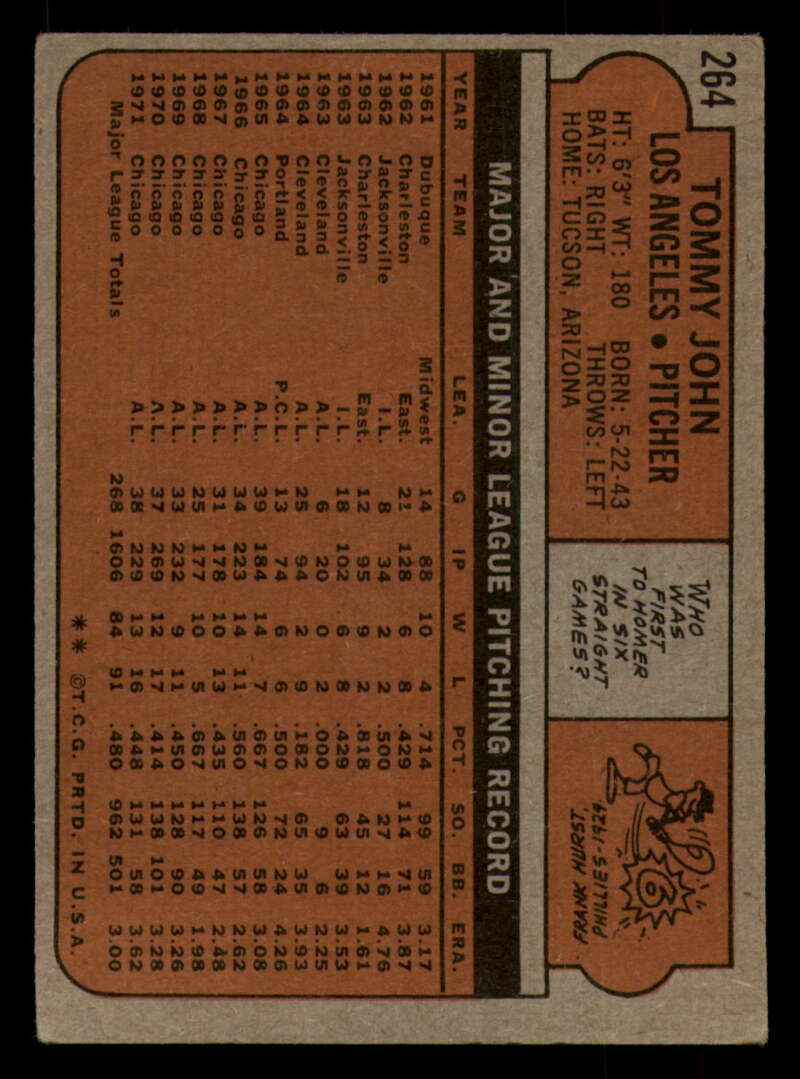 264
TOMMY JOHN
LOS ANGELES • PITCHER
HT: 6'3" WT: 180 BORN: 5-22-43
BATS: RIGHT THROWS: LEFT
HOME: TUCSON, ARIZONA
WHO
WAS
FIRST
TO HOMER
IN SIX
STRAIGHT
GAMES?
6
FRANK HURST
PHILLIES-1929
MAJOR AND MINOR LEAGUE PITCHING RECORD
YEAR TEAM LEA. G IP W L PCT. SO. BB. ERA.
1961 Dubuque Midwest 14 88 10 4 .714 99 59 3.17
1962 Charleston East. 21 128 6 8 .429 114 71 3.87
1962 Jacksonville I.L. 8 34 2 2 .500 27 16 4.76
1963 Charleston East. 12 95 9 2 .818 45 12 1.61
1963 Jacksonville I.L. 18 102 6 8 .429 63 39 3.53
1963 Cleveland A.L. 6 20 0 2 .000 9 6 2.25
1964 Cleveland A.L. 25 94 2 9 .182 65 35 3.93
1964 Portland P.C.L. 13 74 6 6 .500 72 24 4.26
1965 Chicago A.L. 39 184 14 7 .667 126 58 3.08
1966 Chicago A.L. 34 223 14 11 .560 138 57 2.62
1967 Chicago A.L. 31 178 10 13 .435 110 47 2.48
1968 Chicago A.L. 25 177 10 5 .667 117 49 1.98
1969 Chicago A.L. 33 232 9 11 .450 128 90 3.26
1970 Chicago A.L. 37 269 12 17 .414 138 101 3.28
1971 Chicago A.L. 38 229 13 16 .448 131 58 3.62
Major League Totals 268 1606 84 91 .480 962 501 3.00
** ©T.C.G. PRTD. IN U.S.A.